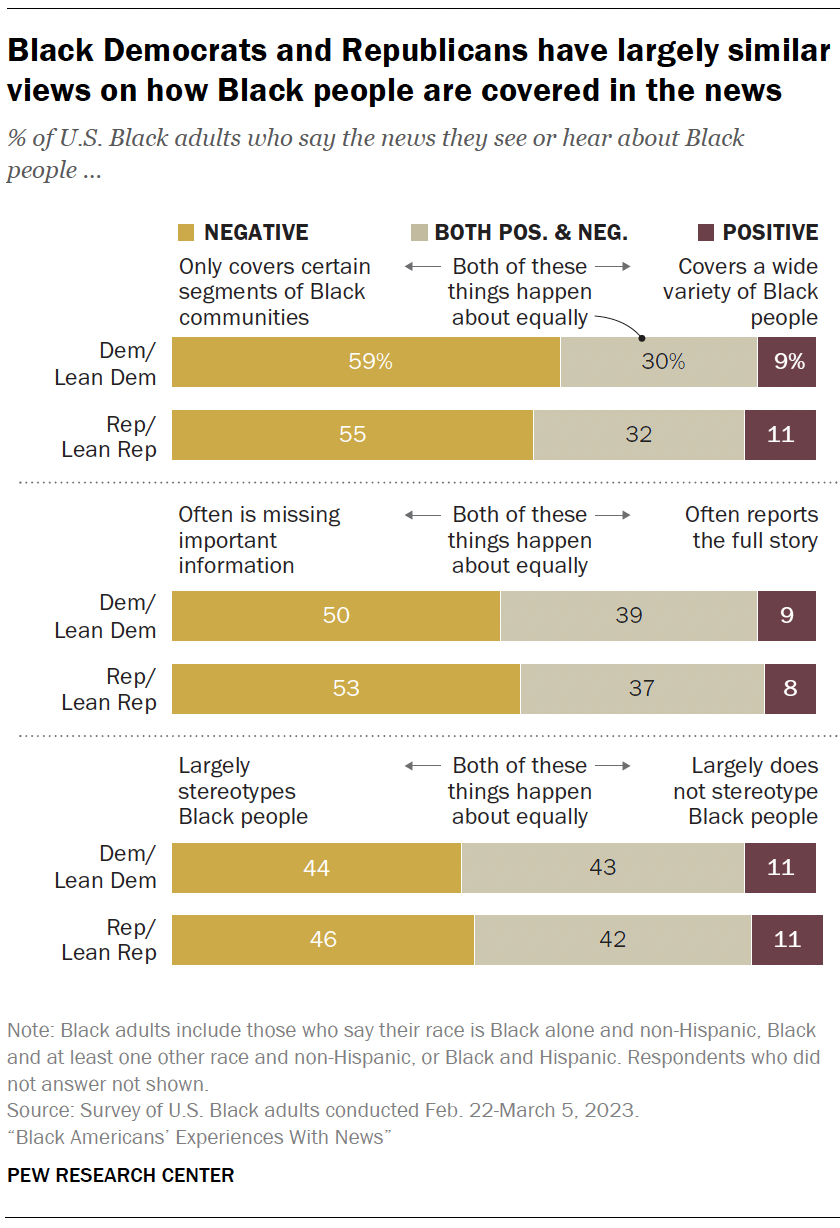 Black Democrats and Republicans have largely similar
views on how Black people are covered in the news
% of U.S. Black adults who say the news they see or hear about Black
people ...
NEGATIVE BOTH POS. & NEG. POSITIVE
Only covers certain
segments of Black
communities
Both of these
things happen
about equally
Covers a wide
variety of Black
people
Dem/
Lean Dem
59% 30% 9%
Rep/
Lean Rep
55 32 11
Often is missing
important
information
Both of these
things happen
about equally
Often reports
the full story
Dem/
Lean Dem
50 39 9
Rep/
Lean Rep
53 37 8
Largely
stereotypes
Black people
Both of these
things happen
about equally
Largely does
not stereotype
Black people
Dem/
Lean Dem
44 43 11
Rep/
Lean Rep
46 42 11
Note: Black adults include those who say their race is Black alone and non-Hispanic, Black
and at least one other race and non-Hispanic, or Black and Hispanic. Respondents who did
not answer not shown.
Source: Survey of U.S. Black adults conducted Feb. 22-March 5, 2023.
“Black Americans’ Experiences With News”
PEW RESEARCH CENTER